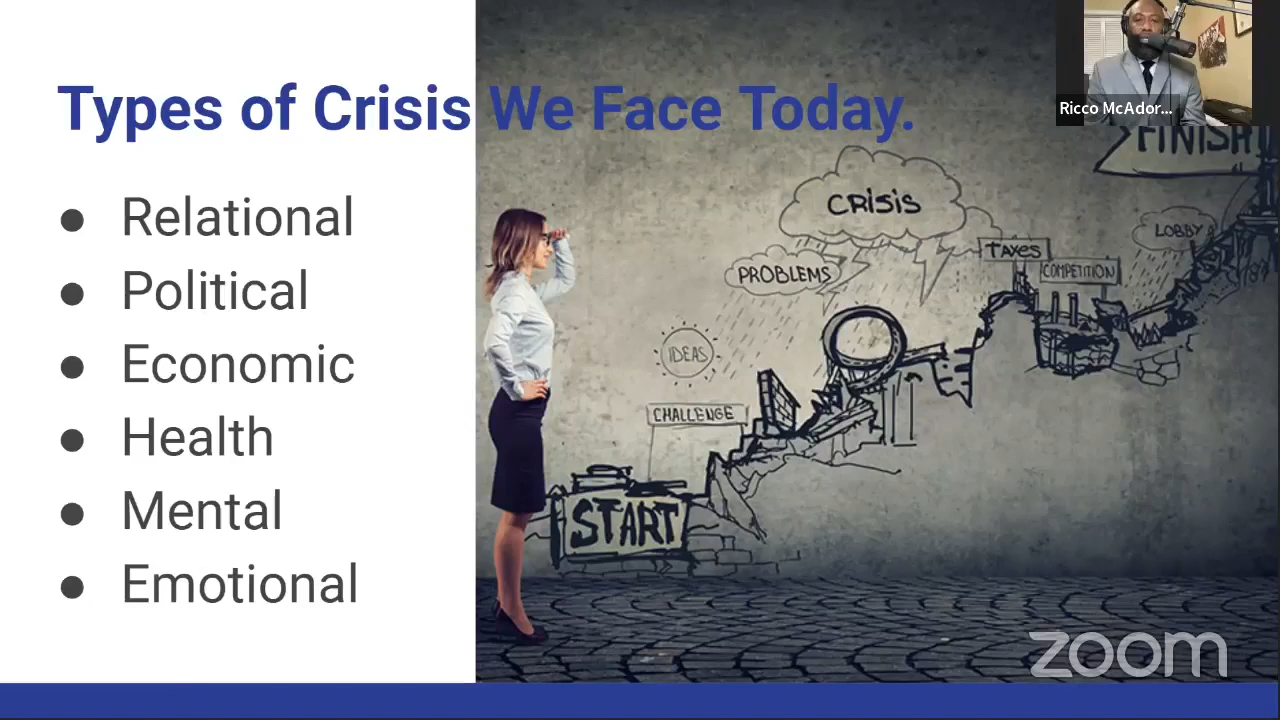 Types of Crisis We Face Today.
Ricco McAdor...
FINISH
Relational
Political
Economic
Health
Mental
Emotional
CRISIS
PROBLEMS
TAXES
COMPETITION
LOBBY
IDEAS
CHALLENGE
START
zoom